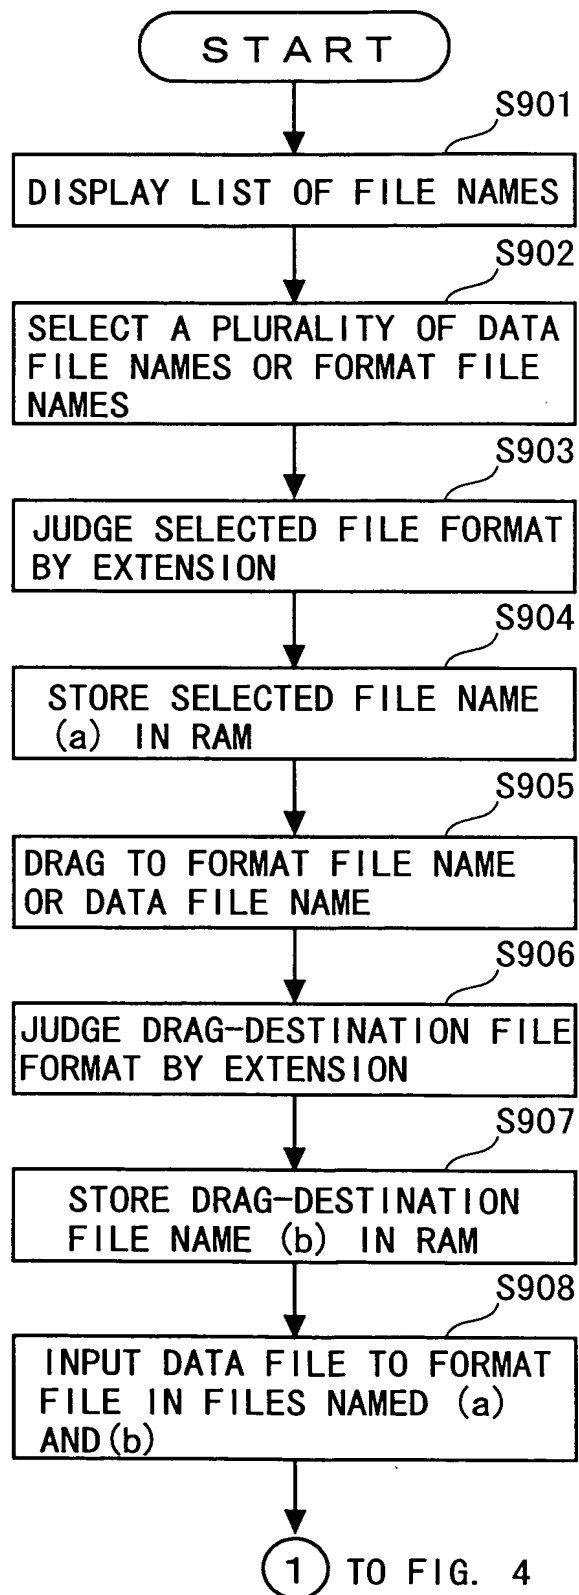 START
S901
DISPLAY LIST OF FILE NAMES
S902
SELECT A PLURALITY OF DATA
FILE NAMES OR FORMAT FILE
NAMES
S903
JUDGE SELECTED FILE FORMAT
BY EXTENSION
S904
STORE SELECTED FILE NAME
(a) IN RAM
S905
DRAG TO FORMAT FILE NAME
OR DATA FILE NAME
S906
JUDGE DRAG-DESTINATION FILE
FORMAT BY EXTENSION
S907
STORE DRAG-DESTINATION
FILE NAME (b) IN RAM
S908
INPUT DATA FILE TO FORMAT
FILE IN FILES NAMED (a)
AND(b)
1 TO FIG. 4